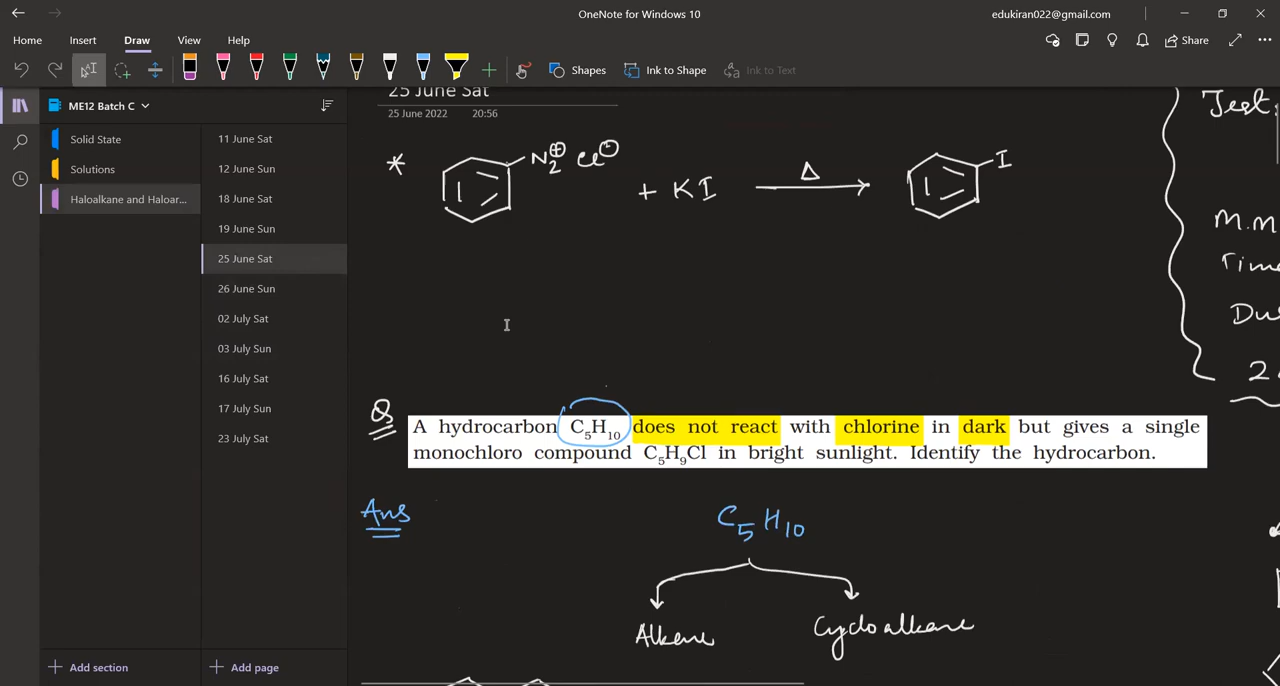 OneNote for Windows 10
edukiran022@gmail.com
Home Insert Draw View Help
Share
Shapes
Ink to Shape
Ink to Text
ME12 Batch C
Solid State
Solutions
Haloalkane and Haloar...
11 June Sat
12 June Sun
18 June Sat
19 June Sun
25 June Sat
26 June Sun
02 July Sat
03 July Sun
16 July Sat
17 July Sun
23 July Sat
Add section
Add page
25 June Sat
25 June 2022 20:56
* N₂⊕ Cl⊖ + KI Δ I
Test
M.M
Tim
Du
2
Q A hydrocarbon C₅H₁₀ does not react with chlorine in dark but gives a single
monochloro compound C₅H₉Cl in bright sunlight. Identify the hydrocarbon.
Ans
C₅H₁₀
Alkene Cycloalkane